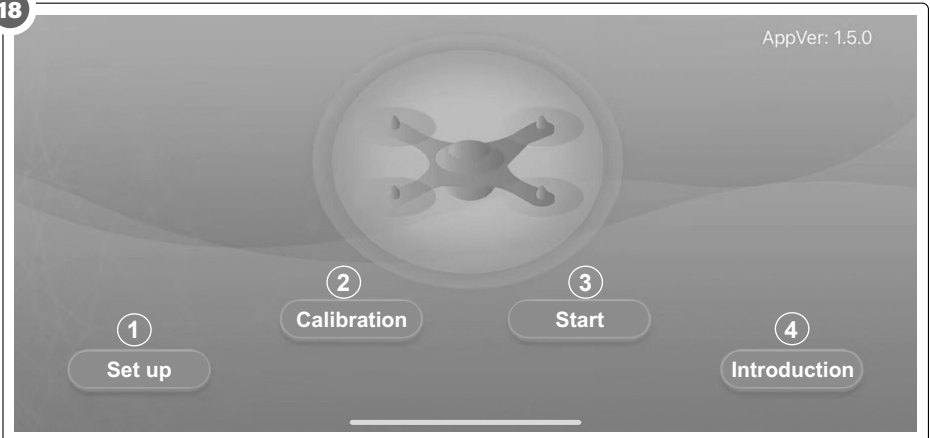 18
AppVer: 1.5.0
2
3
Calibration
Start
1
4
Set up
Introduction